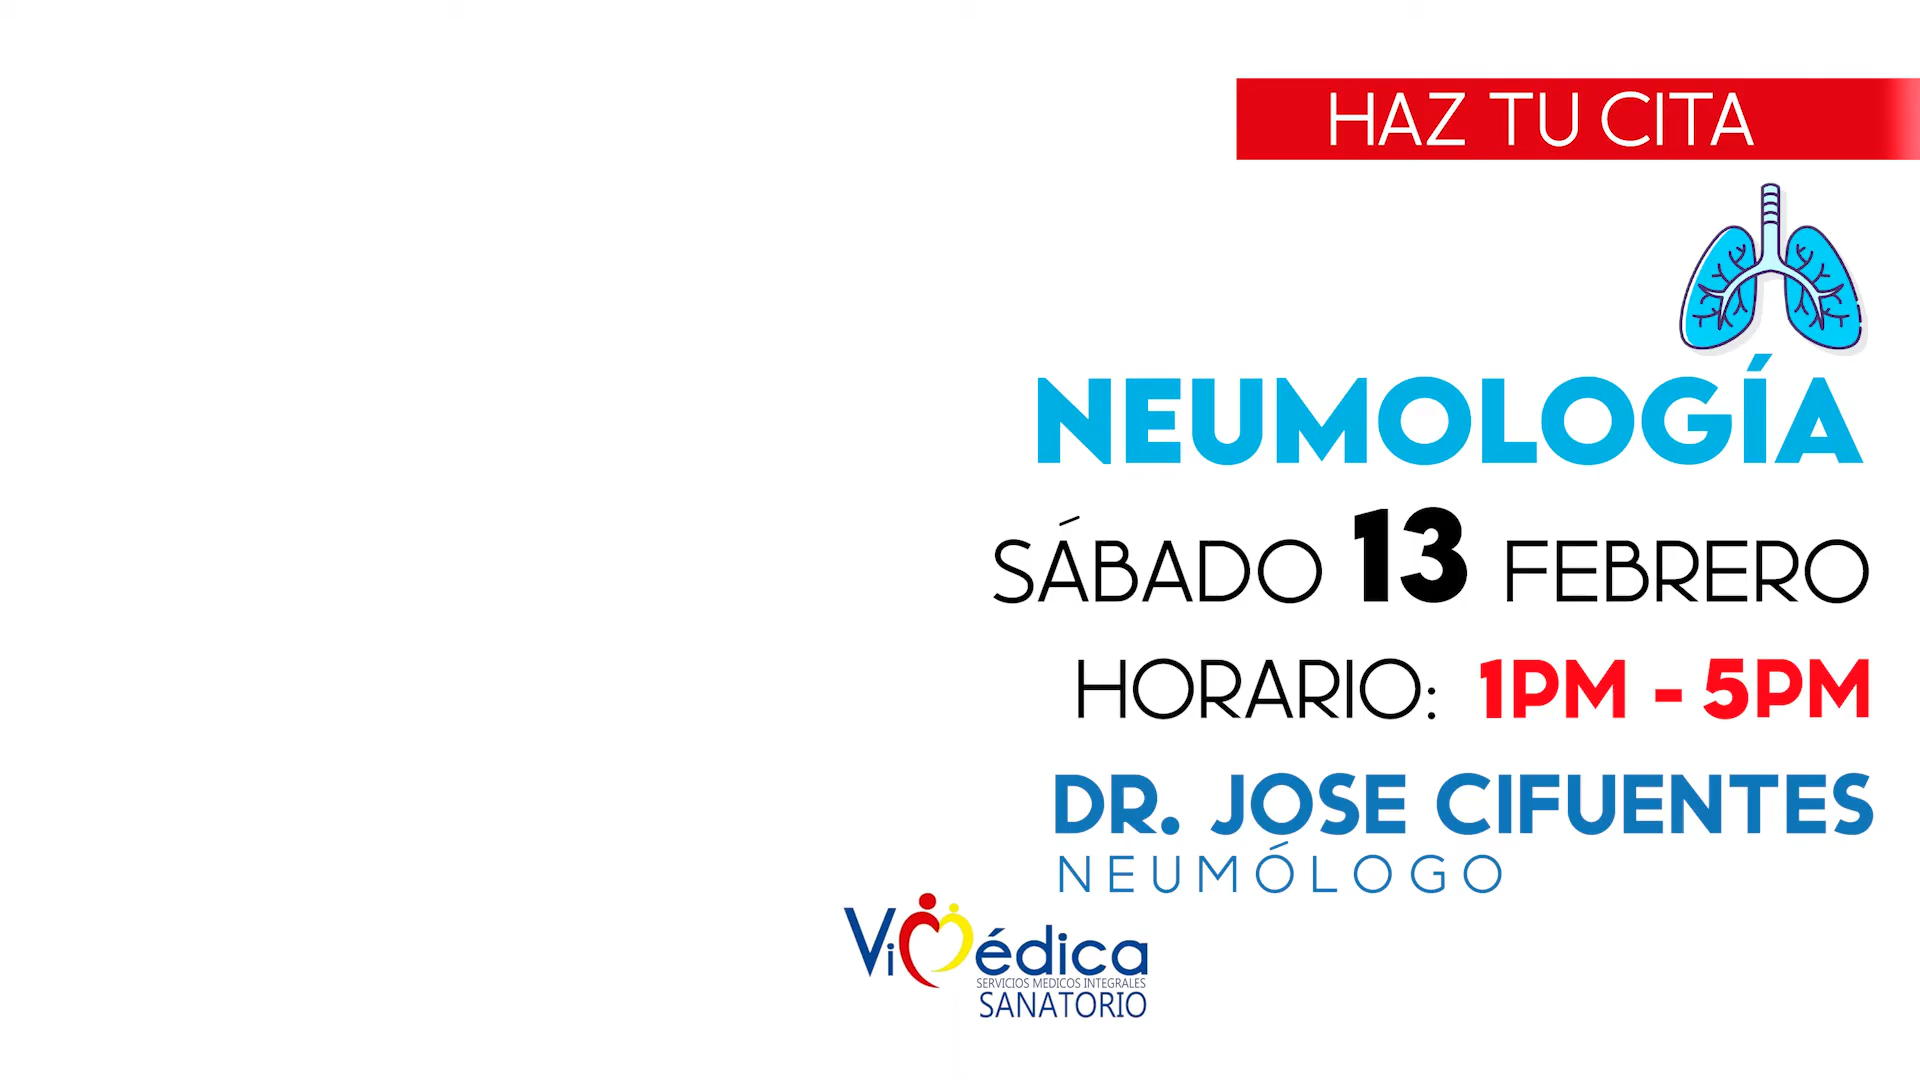 HAZ TU CITA
NEUMOLOGÍA
SÁBADO 13 FEBRERO
HORARIO: 1PM - 5PM
DR. JOSE CIFUENTES
NEUMÓLOGO
ViMédica
SERVICIOS MEDICOS INTEGRALES
SANATORIO